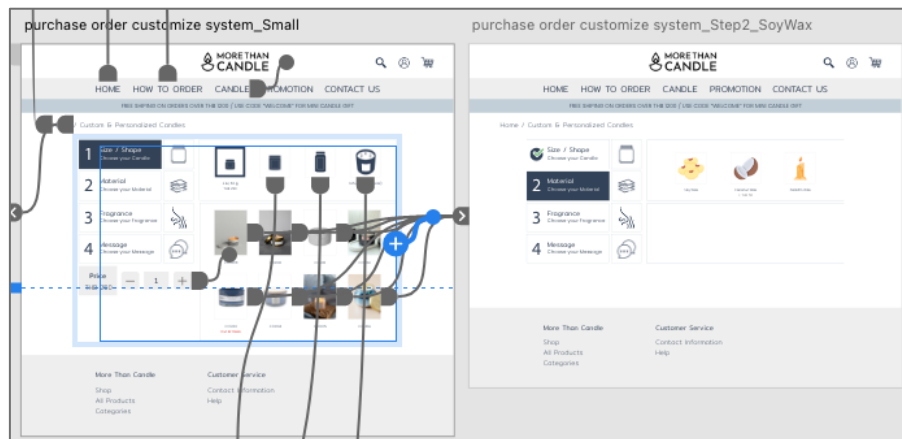 purchase order customize system_Small
MORE THAN
CANDLE
HOME HOW TO ORDER CANDLE PROMOTION CONTACT US
/ Custom & Personalized Candles
1 Size / Shape
Choose your Candle
2 Material
Choose your Material
3 Fragrance
Choose your Fragrance
4 Message
Choose your Message
Price
1
More Than Candle
Shop
All Products
Categories
Customer Service
Contact Information
Help
purchase order customize system_Step2_SoyWax
MORE THAN
CANDLE
HOME HOW TO ORDER CANDLE PROMOTION CONTACT US
Home / Custom & Personalized Candles
Size / Shape
Choose your Candle
2 Material
Choose your Material
3 Fragrance
Choose your Fragrance
4 Message
Choose your Message
More Than Candle
Shop
All Products
Categories
Customer Service
Contact Information
Help